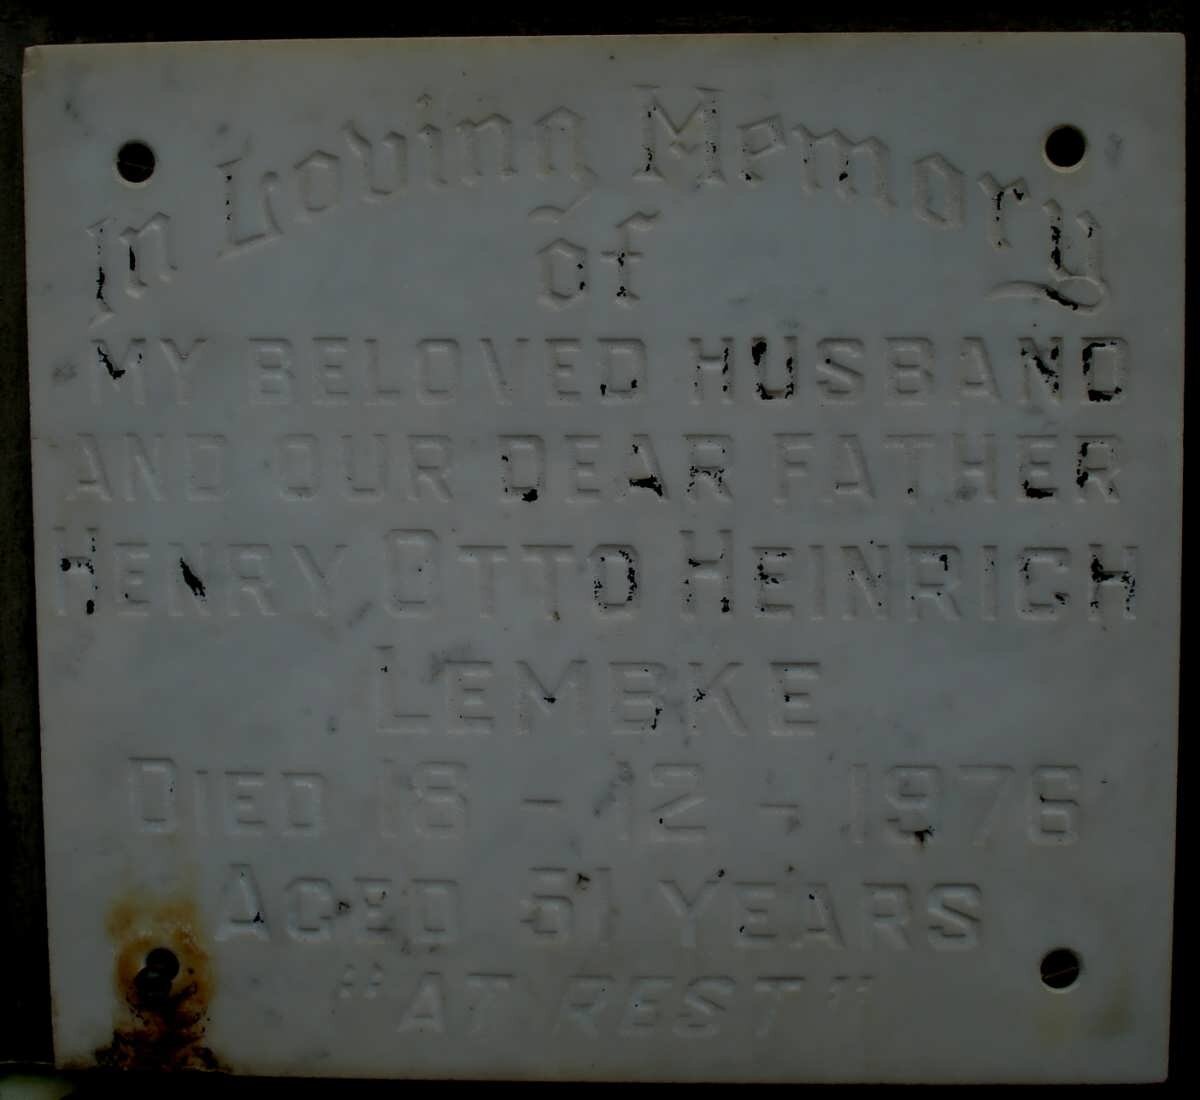 In Loving Memory
of
MY BELOVED HUSBAND
AND OUR DEAR FATHER
HENRY OTTO HEINRICH
LEMBKE
DIED 18 - 12 - 1976
AGED 61 YEARS
"AT REST"